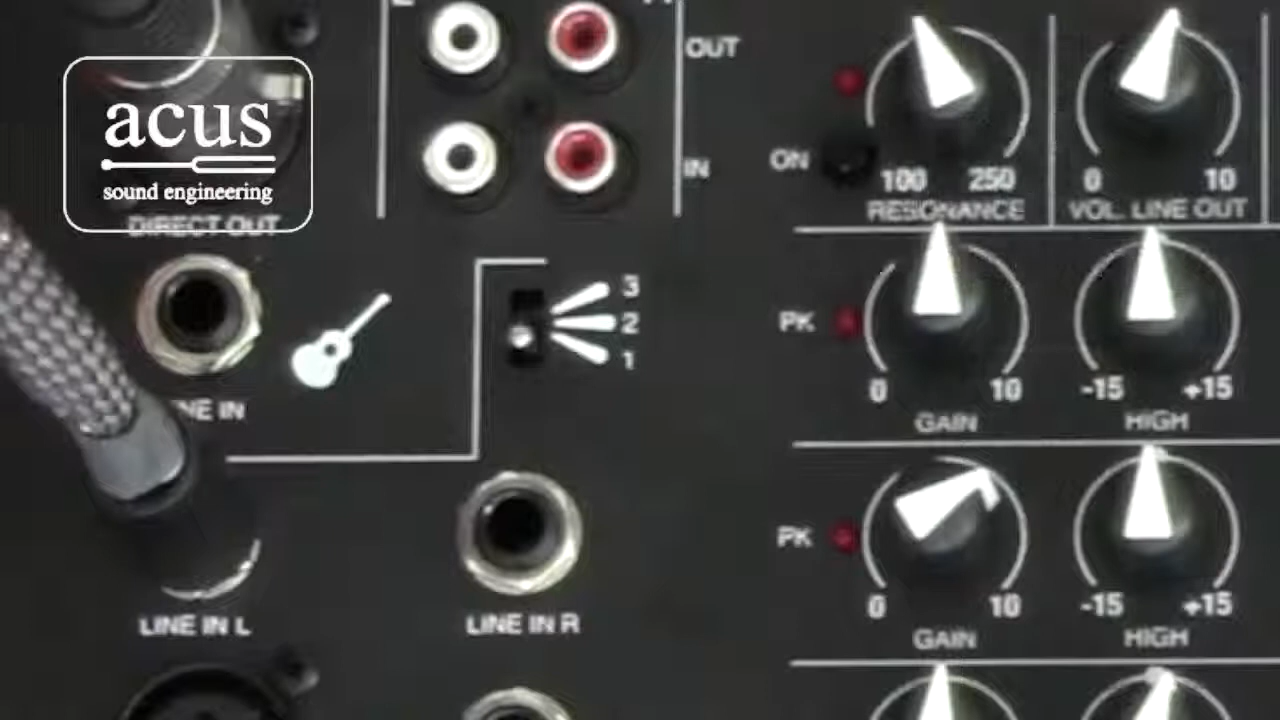 OUT
acus
sound engineering
ON
IN
100 250
0 10
RESONANCE
VOL. LINE OUT
DIRECT OUT
3
2
1
PK
0 10
-15 +15
LINE IN
GAIN
HIGH
PK
0 10
-15 +15
LINE IN L
LINE IN R
GAIN
HIGH